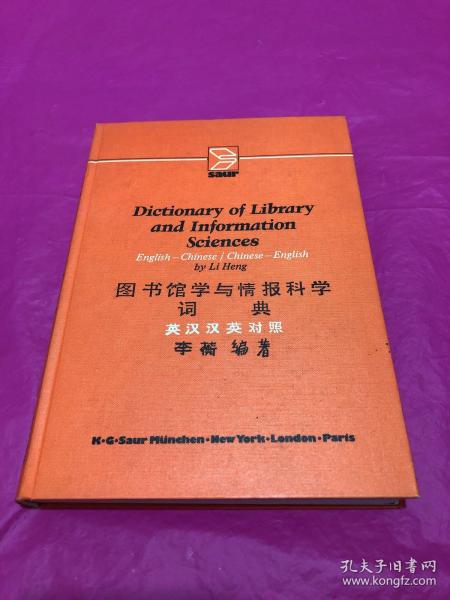 saur
Dictionary of Library
and Information
Sciences
English–Chinese / Chinese–English
by Li Heng
图书馆学与情报科学
词 典
英汉汉英对照
李蘅 编著
K·G·Saur München·New York·London·Paris
孔夫子旧书网
www.kongfz.com